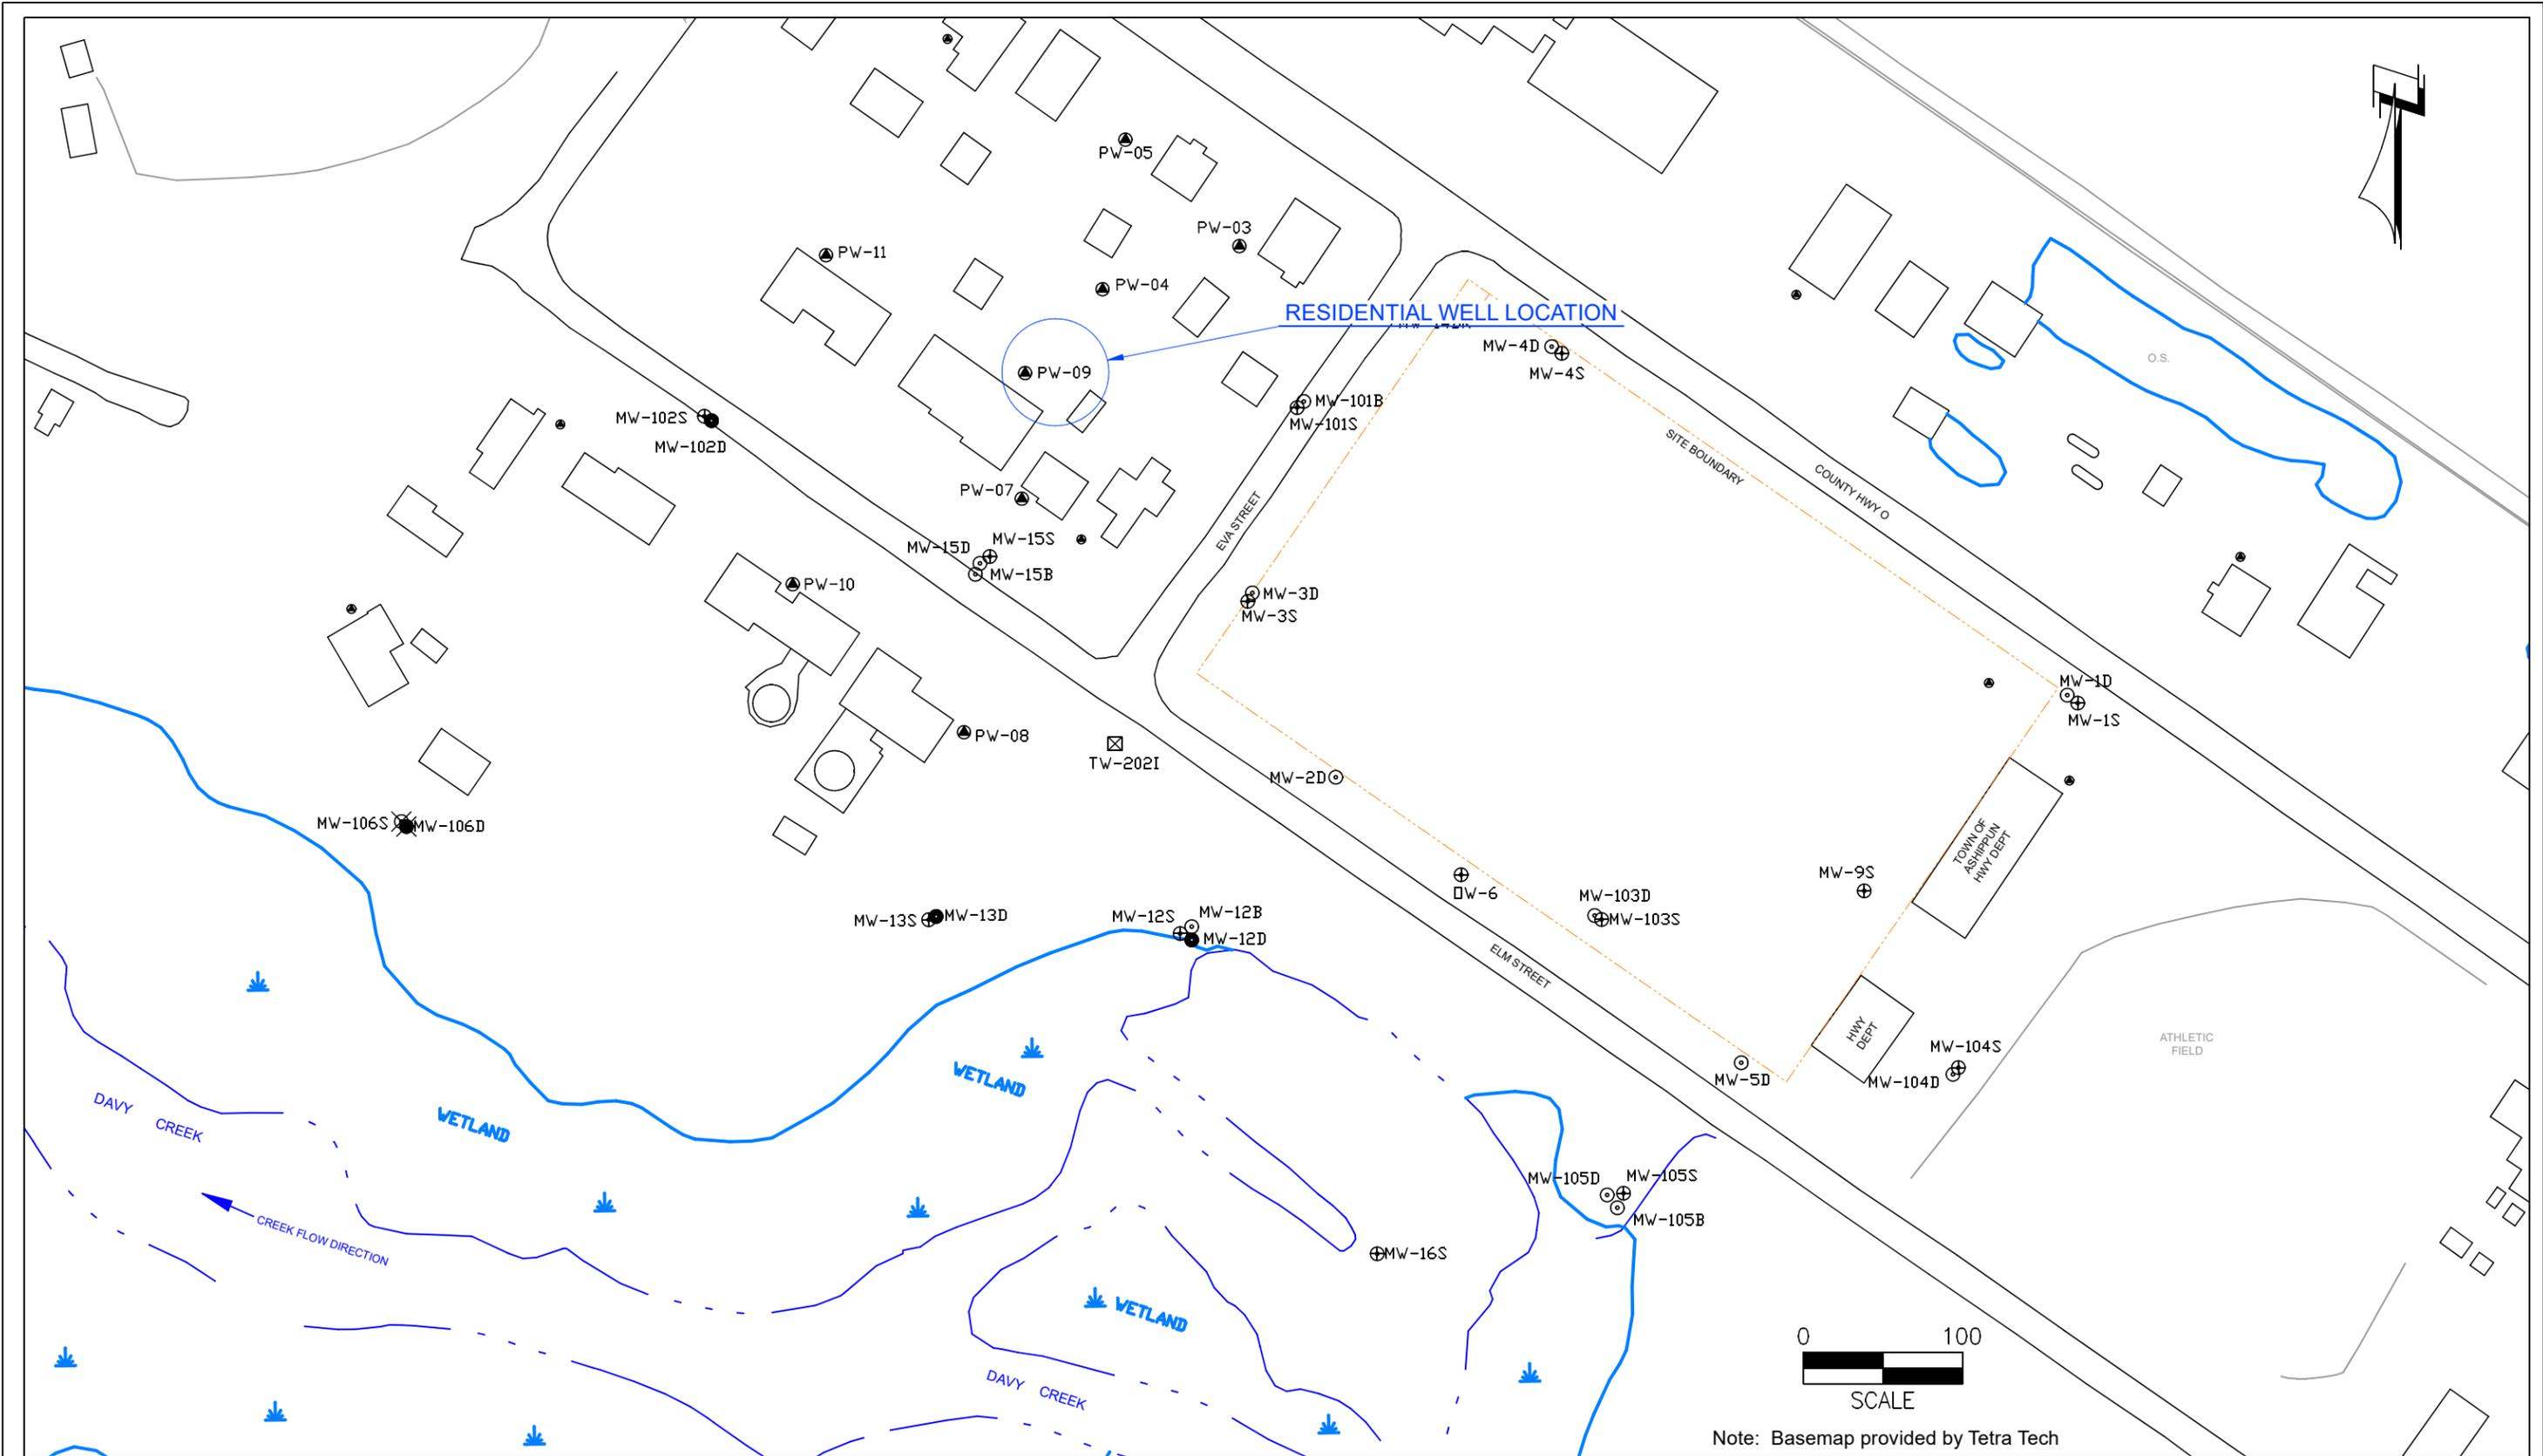 PW-05
PW-03
PW-11
PW-04
RESIDENTIAL WELL LOCATION
O.S.
MW-4D
MW-4S
PW-09
MW-101B
MW-101S
MW-102S
MW-102D
SITE BOUNDARY
COUNTY HWY O
PW-07
EVA STREET
MW-15S
MW-15D
MW-15B
PW-10
MW-3D
MW-3S
MW-1D
MW-1S
PW-08
TW-202I
MW-2D
MW-106S
MW-106D
TOWN OF
ASHIPPUN
HWY DEPT
MW-9S
W-6
MW-103D
MW-103S
MW-13S
MW-13D
MW-12S
MW-12B
MW-12D
ELM STREET
HWY
DEPT
ATHLETIC
FIELD
MW-104S
MW-104D
MW-5D
WETLAND
WETLAND
DAVY CREEK
MW-105D
MW-105S
MW-105B
CREEK FLOW DIRECTION
MW-16S
WETLAND
DAVY CREEK
0 100
SCALE
Note: Basemap provided by Tetra Tech